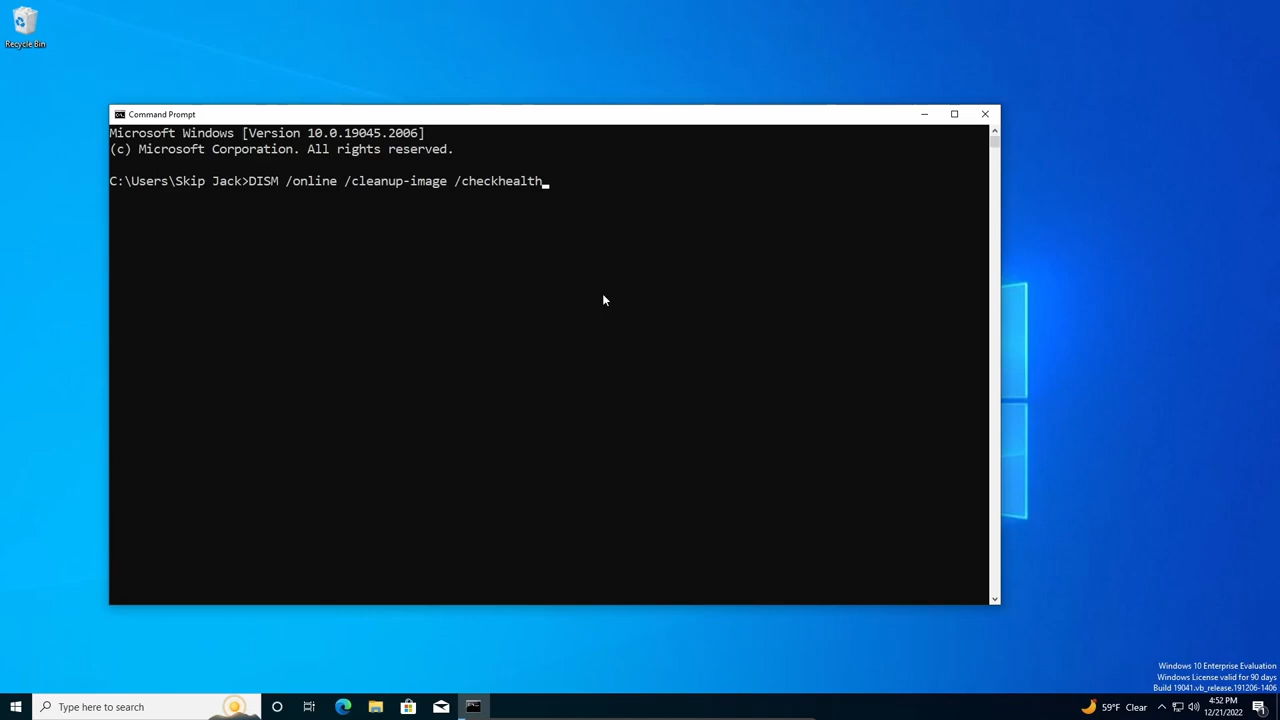 Recycle Bin
Command Prompt
Microsoft Windows [Version 10.0.19045.2006]
(c) Microsoft Corporation. All rights reserved.
C:\Users\Skip Jack>DISM /online /cleanup-image /checkhealth
Windows 10 Enterprise Evaluation
Windows License valid for 90 days
Build 19041.vb_release.191206-1406
Type here to search
59°F Clear
4:52 PM
12/21/2022
1